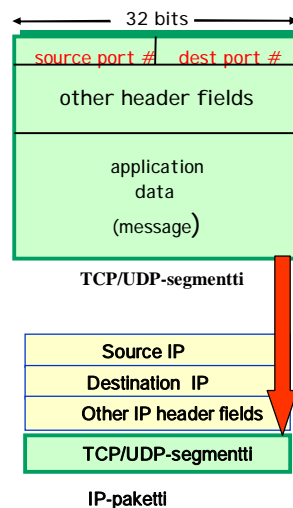 32 bits
source port # dest port #
other header fields
application
data
(message)
TCP/UDP-segmentti
Source IP
Destination IP
Other IP header fields
TCP/UDP-segmentti
IP-paketti